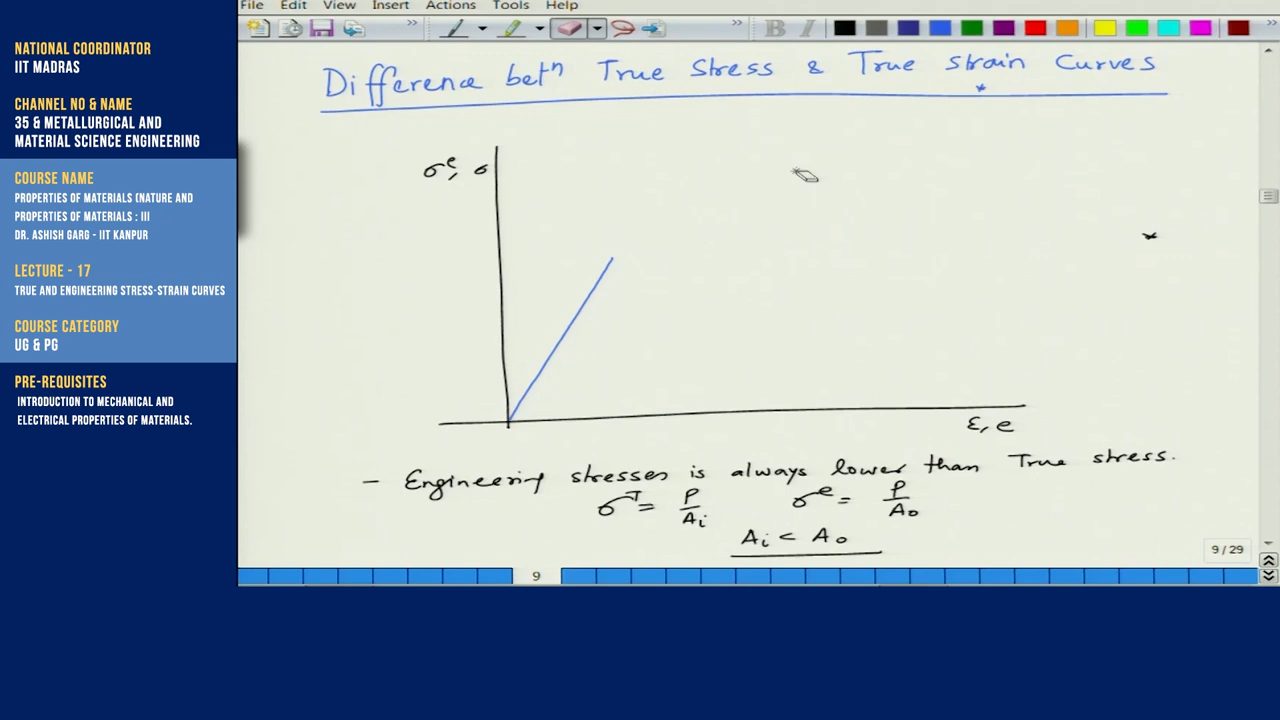 File Edit View Insert Actions Tools Help
NATIONAL COORDINATOR
IIT MADRAS
CHANNEL NO & NAME
35 & METALLURGICAL AND
MATERIAL SCIENCE ENGINEERING
COURSE NAME
PROPERTIES OF MATERIALS (NATURE AND
PROPERTIES OF MATERIALS : III
DR. ASHISH GARG - IIT KANPUR
LECTURE - 17
TRUE AND ENGINEERING STRESS-STRAIN CURVES
COURSE CATEGORY
UG & PG
PRE-REQUISITES
INTRODUCTION TO MECHANICAL AND
ELECTRICAL PROPERTIES OF MATERIALS.
B I
Difference betⁿ True Stress & True strain Curves
*
σᵉ, σ
ε, e
- Engineering stresses is always lower than True stress.
σᵀ = P/Aᵢ σᵉ = P/A₀
Aᵢ < A₀
9 / 29
9